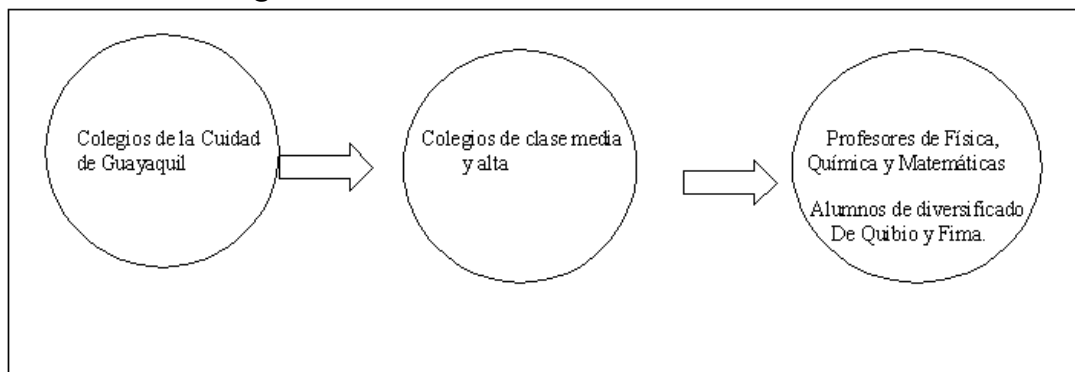 Colegios de la Cuidad
de Guayaquil
Colegios de clase media
y alta
Profesores de Física,
Química y Matemáticas
Alumnos de diversificado
De Quibio y Fima.